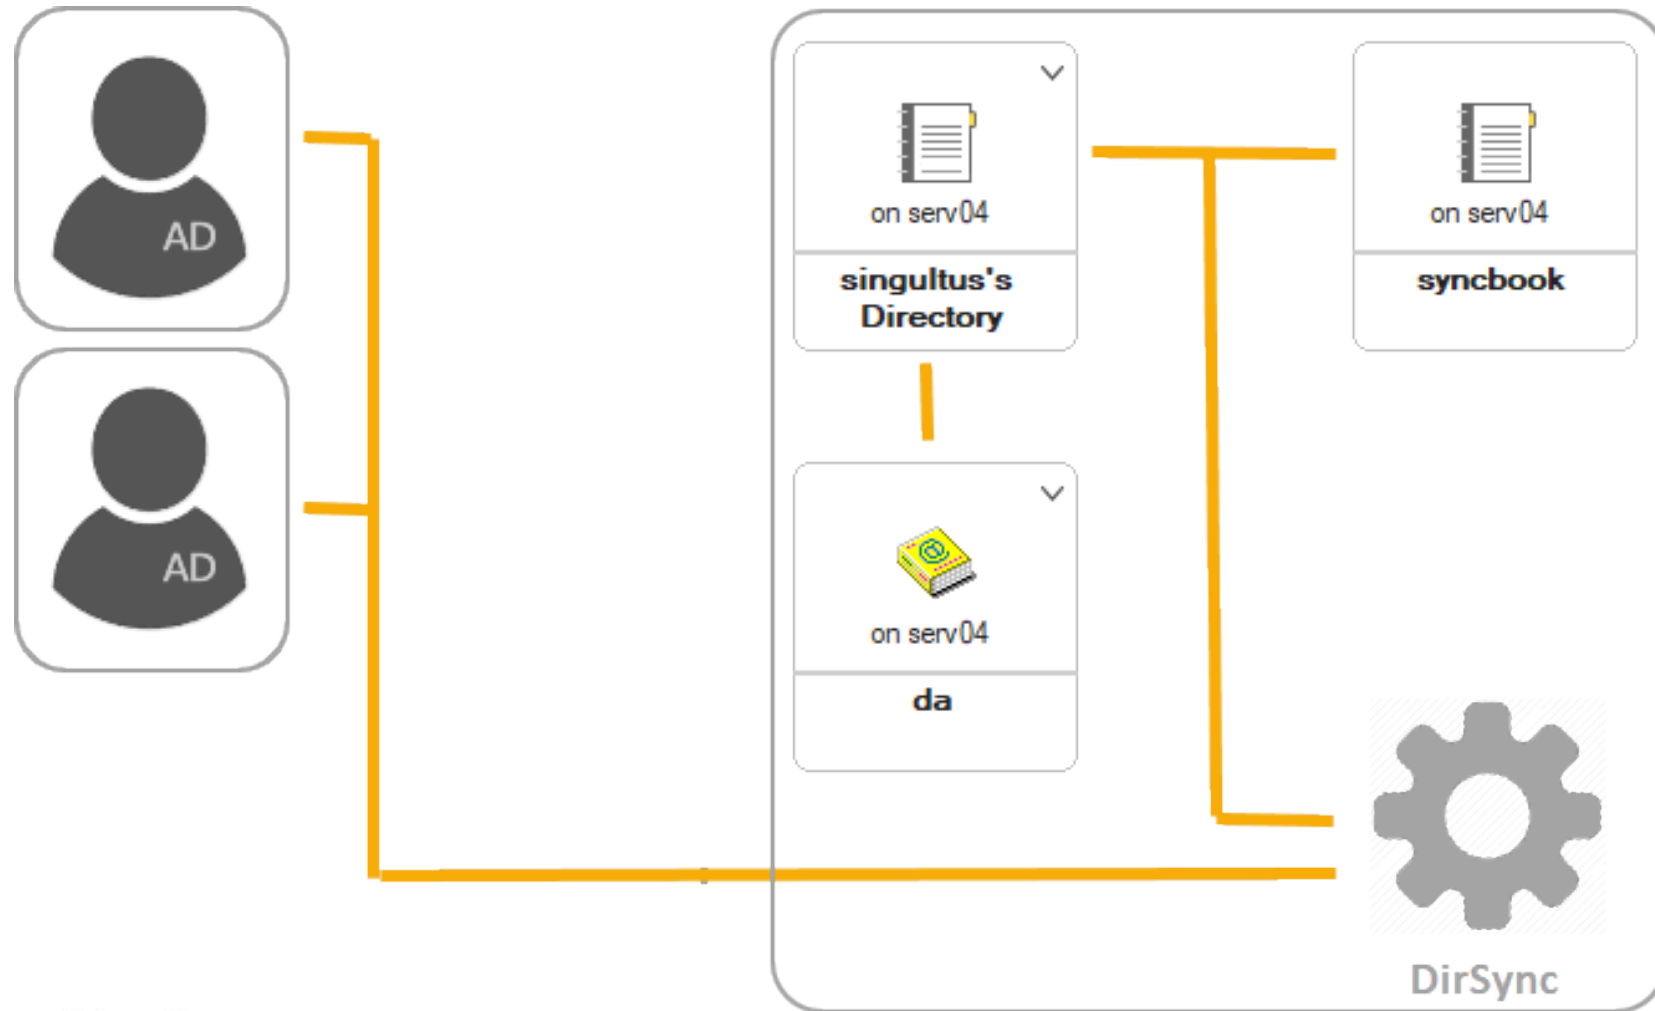 AD
AD
on serv04
singultus's
Directory
on serv04
syncbook
on serv04
da
DirSync